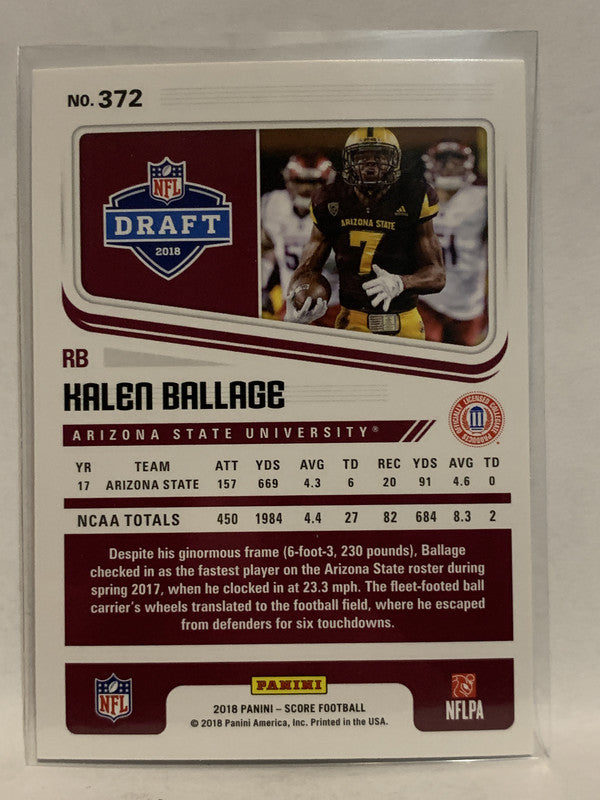 No. 372
NFL
DRAFT
2018
ARIZONA STATE
7
RB
KALEN BALLAGE
ARIZONA STATE UNIVERSITY®
OFFICIALLY LICENSED COLLEGIATE PRODUCTS
YR TEAM ATT YDS AVG TD REC YDS AVG TD
17 ARIZONA STATE 157 669 4.3 6 20 91 4.6 0
NCAA TOTALS 450 1984 4.4 27 82 684 8.3 2
Despite his ginormous frame (6-foot-3, 230 pounds), Ballage
checked in as the fastest player on the Arizona State roster during
spring 2017, when he clocked in at 23.3 mph. The fleet-footed ball
carrier's wheels translated to the football field, where he escaped
from defenders for six touchdowns.
NFL
PANINI
2018 PANINI – SCORE FOOTBALL
© 2018 Panini America, Inc. Printed in the USA.
NFLPA